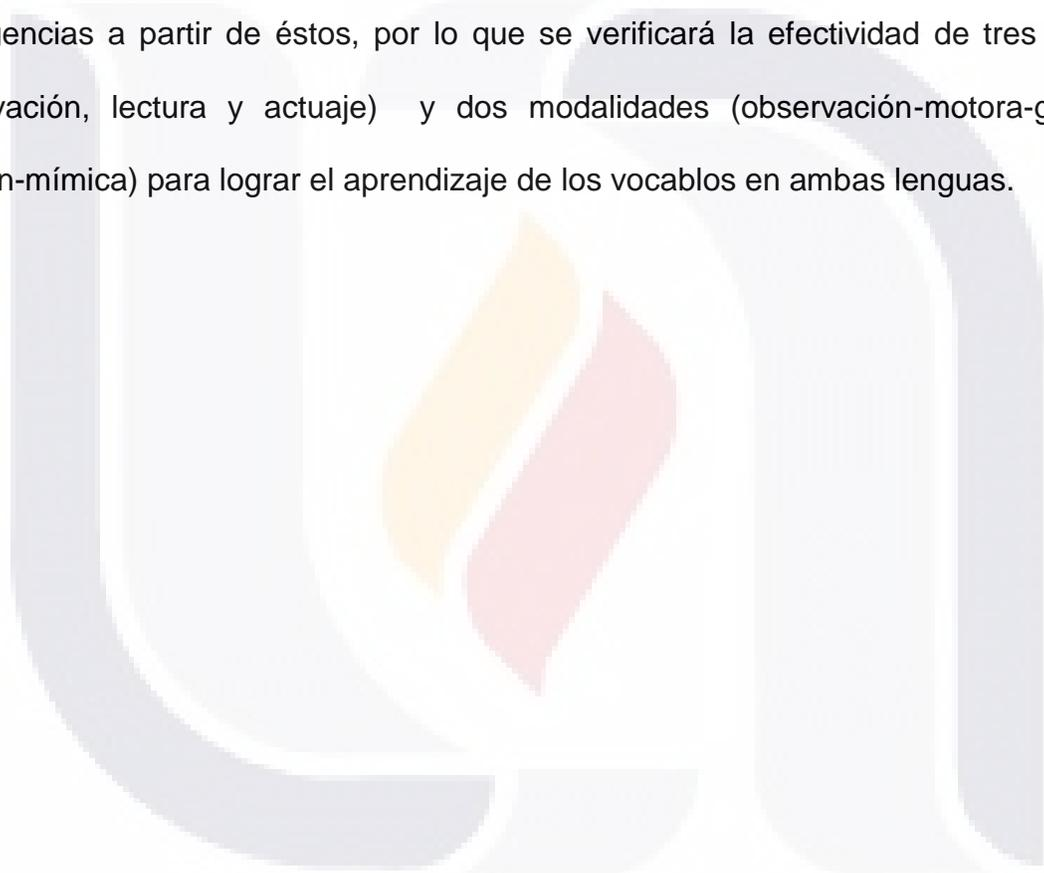 gencias a partir de éstos, por lo que se verificará la efectividad de tres
vación, lectura y actuaje) y dos modalidades (observación-motora-g
n-mímica) para lograr el aprendizaje de los vocablos en ambas lenguas.